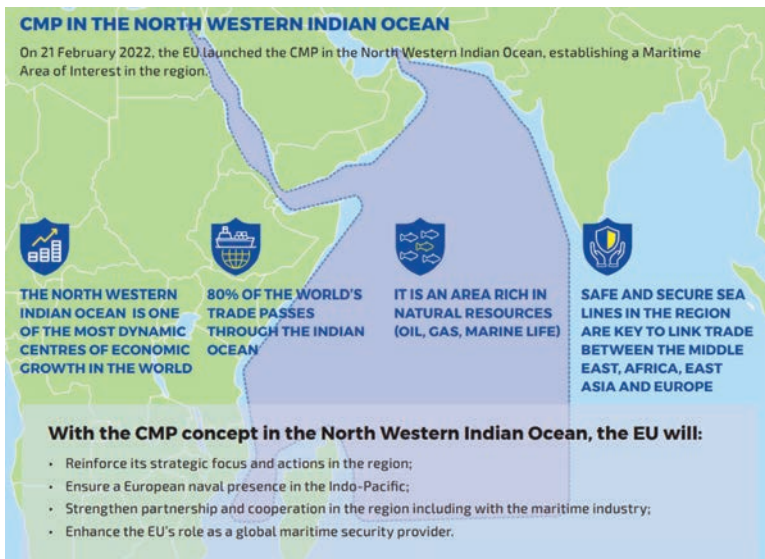 CMP IN THE NORTH WESTERN INDIAN OCEAN
On 21 February 2022, the EU launched the CMP in the North Western Indian Ocean, establishing a Maritime
Area of Interest in the region.
THE NORTH WESTERN
INDIAN OCEAN IS ONE
OF THE MOST DYNAMIC
CENTRES OF ECONOMIC
GROWTH IN THE WORLD
80% OF THE WORLD'S
TRADE PASSES
THROUGH THE INDIAN
OCEAN
IT IS AN AREA RICH IN
NATURAL RESOURCES
(OIL, GAS, MARINE LIFE)
SAFE AND SECURE SEA
LINES IN THE REGION
ARE KEY TO LINK TRADE
BETWEEN THE MIDDLE
EAST, AFRICA, EAST
ASIA AND EUROPE
With the CMP concept in the North Western Indian Ocean, the EU will:
• Reinforce its strategic focus and actions in the region;
• Ensure a European naval presence in the Indo-Pacific;
• Strengthen partnership and cooperation in the region including with the maritime industry;
• Enhance the EU's role as a global maritime security provider.